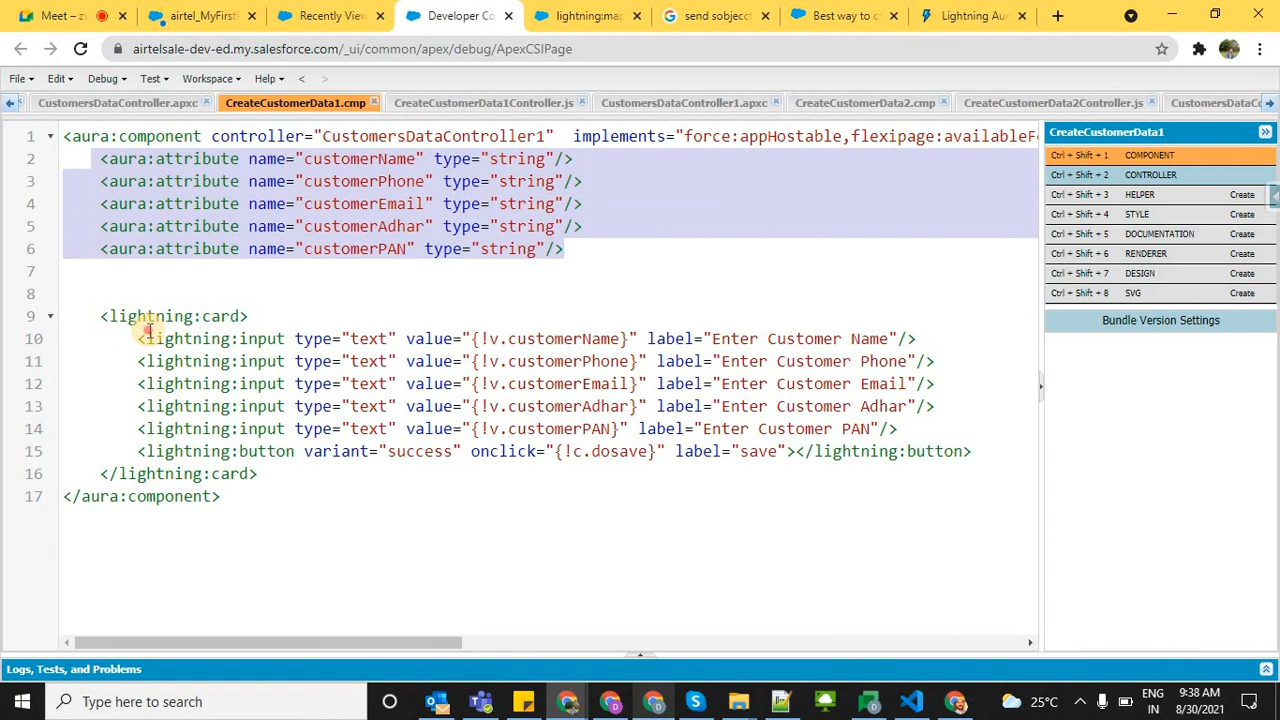 Meet – zw
airtel_MyFirst
Recently View
Developer Co
lightning:map
send sobjecct
Best way to c
Lightning Aur
airtelsale-dev-ed.my.salesforce.com/_ui/common/apex/debug/ApexCSIPage
File Edit Debug Test Workspace Help < >
CustomersDataController.apxc CreateCustomerData1.cmp CreateCustomerData1Controller.js CustomersDataController1.apxc CreateCustomerData2.cmp CreateCustomerData2Controller.js CustomersDataCo
1 <aura:component controller="CustomersDataController1" implements="force:appHostable,flexipage:availableFo
2 <aura:attribute name="customerName" type="string"/>
3 <aura:attribute name="customerPhone" type="string"/>
4 <aura:attribute name="customerEmail" type="string"/>
5 <aura:attribute name="customerAdhar" type="string"/>
6 <aura:attribute name="customerPAN" type="string"/>
7
8
9 <lightning:card>
10 <lightning:input type="text" value="{!v.customerName}" label="Enter Customer Name"/>
11 <lightning:input type="text" value="{!v.customerPhone}" label="Enter Customer Phone"/>
12 <lightning:input type="text" value="{!v.customerEmail}" label="Enter Customer Email"/>
13 <lightning:input type="text" value="{!v.customerAdhar}" label="Enter Customer Adhar"/>
14 <lightning:input type="text" value="{!v.customerPAN}" label="Enter Customer PAN"/>
15 <lightning:button variant="success" onclick="{!c.dosave}" label="save"></lightning:button>
16 </lightning:card>
17 </aura:component>
CreateCustomerData1
Ctrl + Shift + 1 COMPONENT
Ctrl + Shift + 2 CONTROLLER
Ctrl + Shift + 3 HELPER Create
Ctrl + Shift + 4 STYLE Create
Ctrl + Shift + 5 DOCUMENTATION Create
Ctrl + Shift + 6 RENDERER Create
Ctrl + Shift + 7 DESIGN Create
Ctrl + Shift + 8 SVG Create
Bundle Version Settings
Logs, Tests, and Problems
Type here to search
25°C
ENG
IN
9:38 AM
8/30/2021